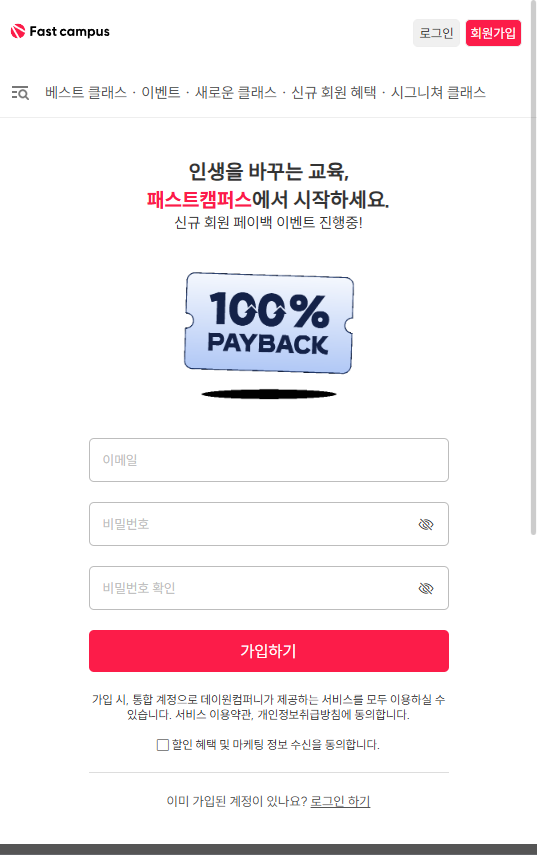 Fast campus
로그인
회원가입
베스트 클래스 · 이벤트 · 새로운 클래스 · 신규 회원 혜택 · 시그니쳐 클래스
인생을 바꾸는 교육,
패스트캠퍼스에서 시작하세요.
신규 회원 페이백 이벤트 진행중!
100%
PAYBACK
이메일
비밀번호
비밀번호 확인
가입하기
가입 시, 통합 계정으로 데이원컴퍼니가 제공하는 서비스를 모두 이용하실 수
있습니다. 서비스 이용약관, 개인정보취급방침에 동의합니다.
할인 혜택 및 마케팅 정보 수신을 동의합니다.
이미 가입된 계정이 있나요? 로그인 하기